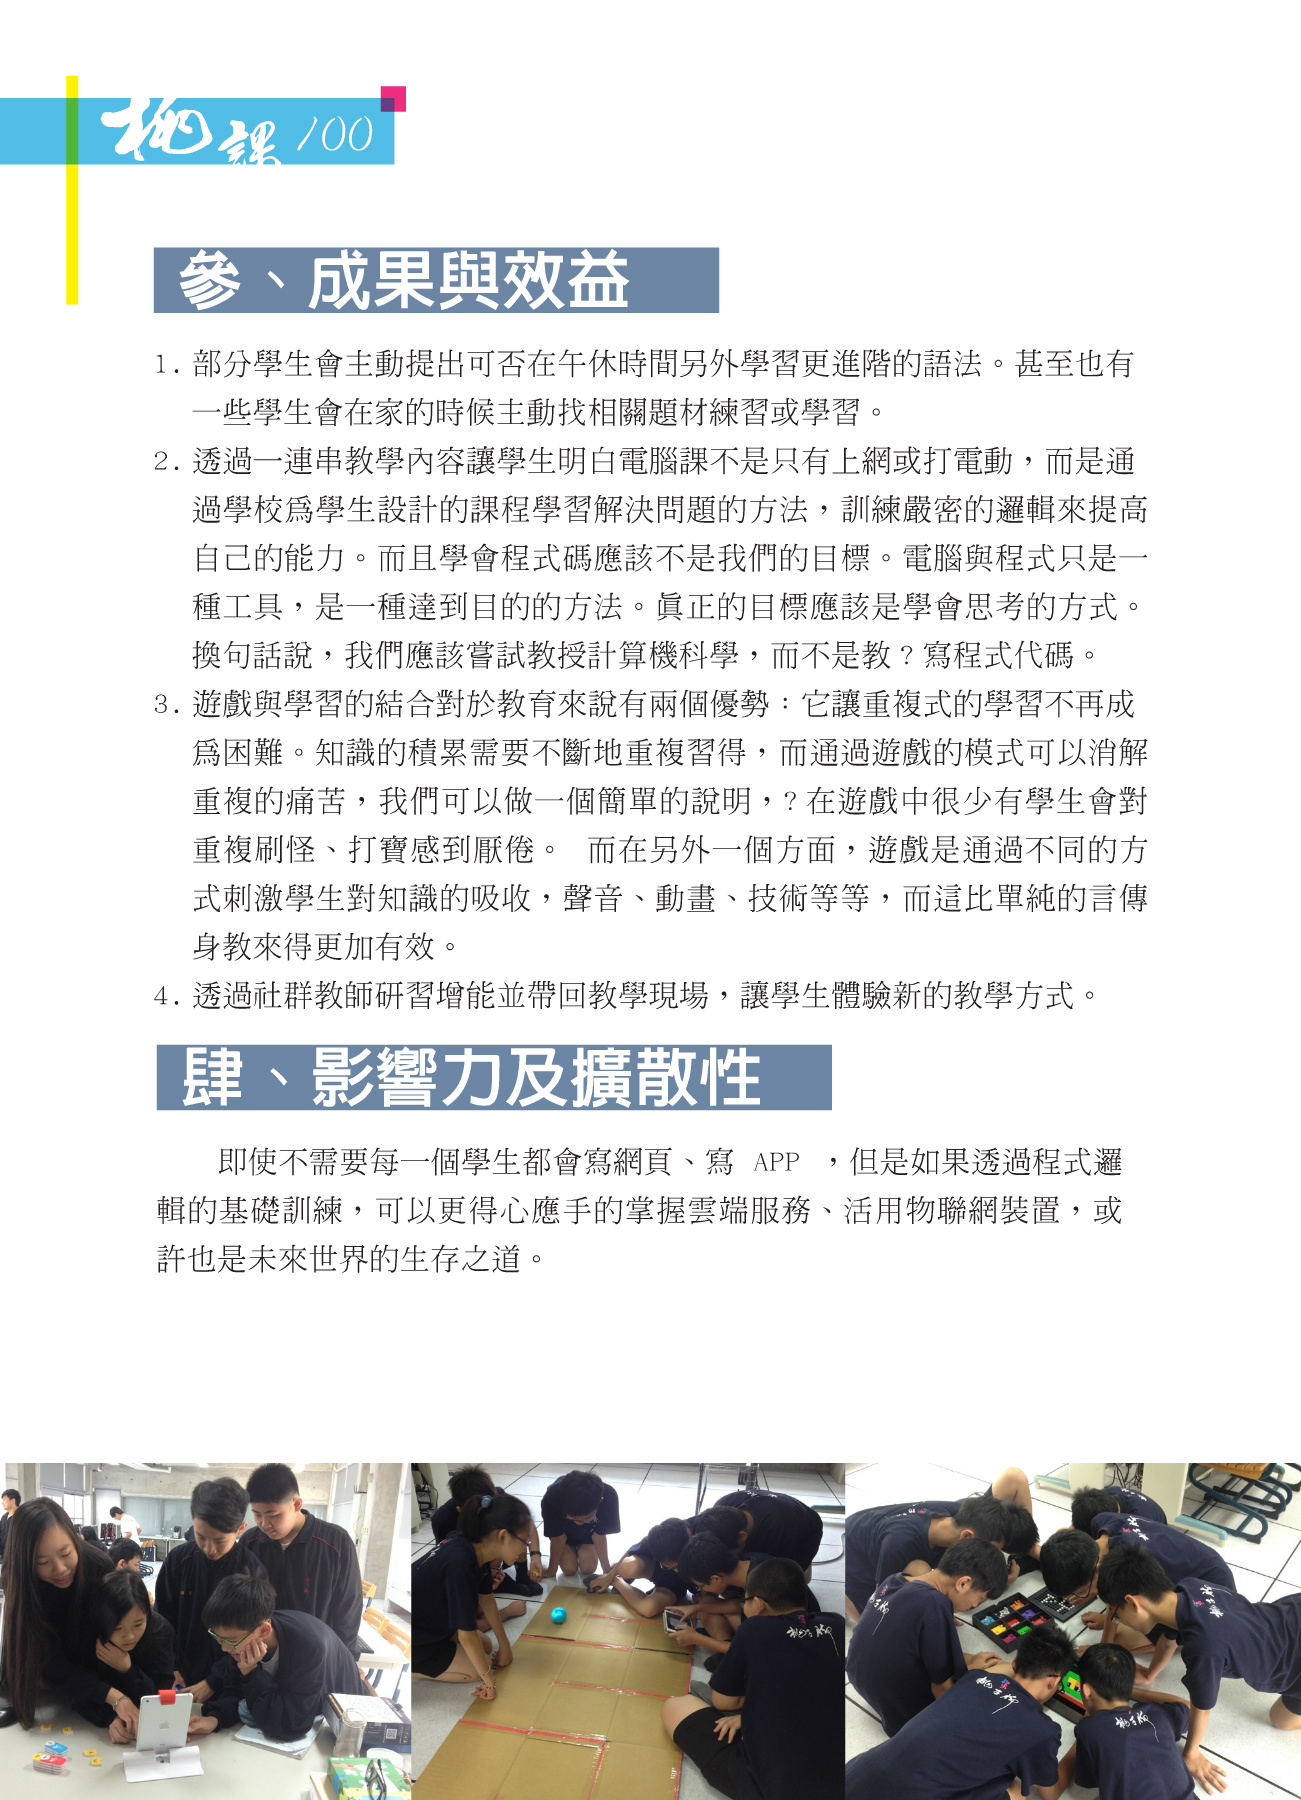 桃課100
參、成果與效益
1. 部分學生會主動提出可否在午休時間另外學習更進階的語法。甚至也有
一些學生會在家的時候主動找相關題材練習或學習。
2. 透過一連串教學內容讓學生明白電腦課不是只有上網或打電動，而是通
過學校為學生設計的課程學習解決問題的方法，訓練嚴密的邏輯來提高
自己的能力。而且學會程式碼應該不是我們的目標。電腦與程式只是一
種工具，是一種達到目的的方法。真正的目標應該是學會思考的方式。
換句話說，我們應該嘗試教授計算機科學，而不是教?寫程式代碼。
3. 遊戲與學習的結合對於教育來說有兩個優勢：它讓重複式的學習不再成
為困難。知識的積累需要不斷地重複習得，而通過遊戲的模式可以消解
重複的痛苦，我們可以做一個簡單的說明，?在遊戲中很少有學生會對
重複刷怪、打寶感到厭倦。 而在另外一個方面，遊戲是通過不同的方
式刺激學生對知識的吸收，聲音、動畫、技術等等，而這比單純的言傳
身教來得更加有效。
4. 透過社群教師研習增能並帶回教學現場，讓學生體驗新的教學方式。
肆、影響力及擴散性
即使不需要每一個學生都會寫網頁、寫 APP ，但是如果透過程式邏
輯的基礎訓練，可以更得心應手的掌握雲端服務、活用物聯網裝置，或
許也是未來世界的生存之道。